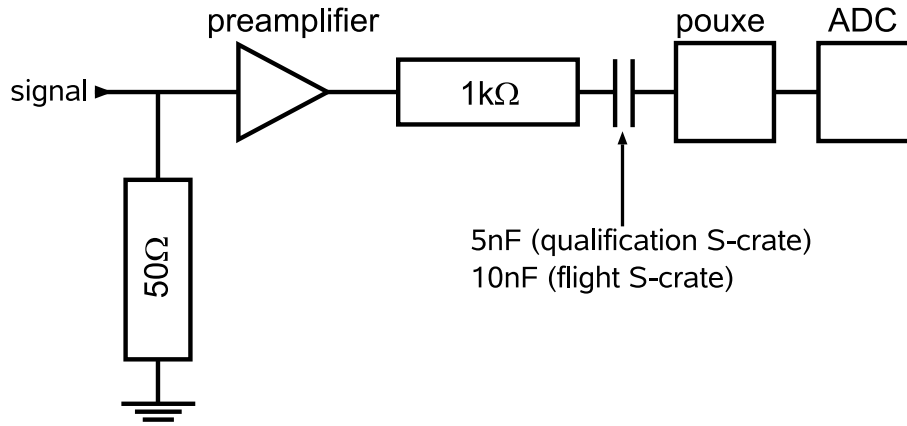 preamplifier
pouxe
ADC
signal
1kΩ
50Ω
5nF (qualification S-crate)
10nF (flight S-crate)